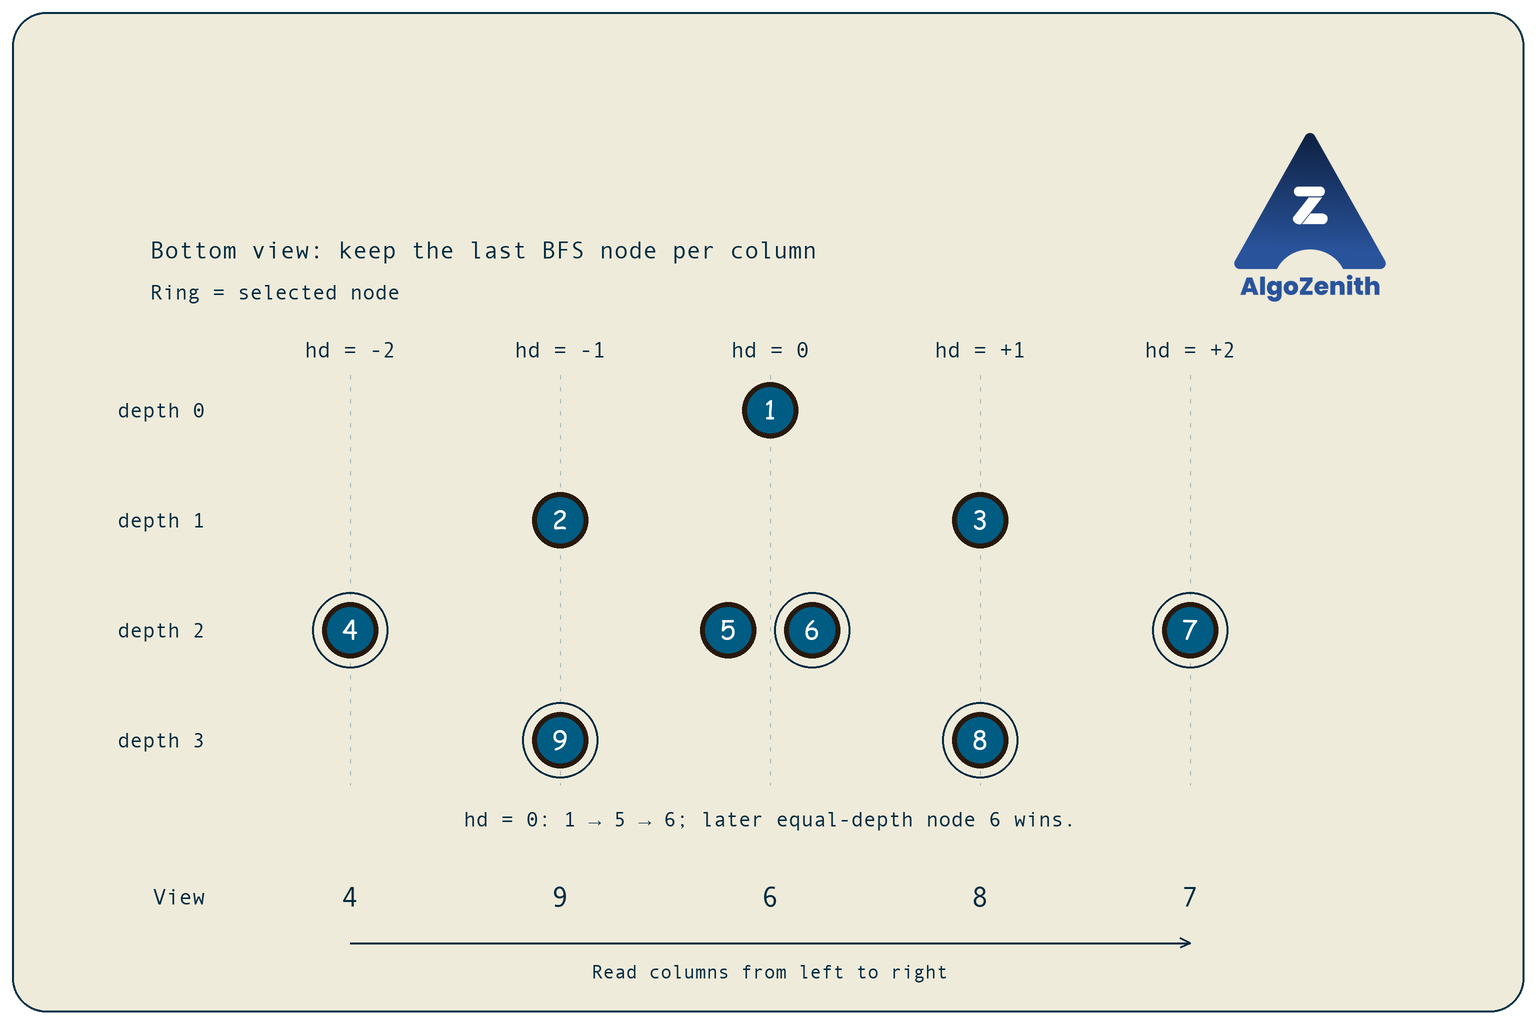 Z
AlgoZenith
Bottom view: keep the last BFS node per column
Ring = selected node
hd = -2 hd = -1 hd = 0 hd = +1 hd = +2
depth 0 1
depth 1 2 3
depth 2 4 5 6 7
depth 3 9 8
hd = 0: 1 → 5 → 6; later equal-depth node 6 wins.
View 4 9 6 8 7
Read columns from left to right